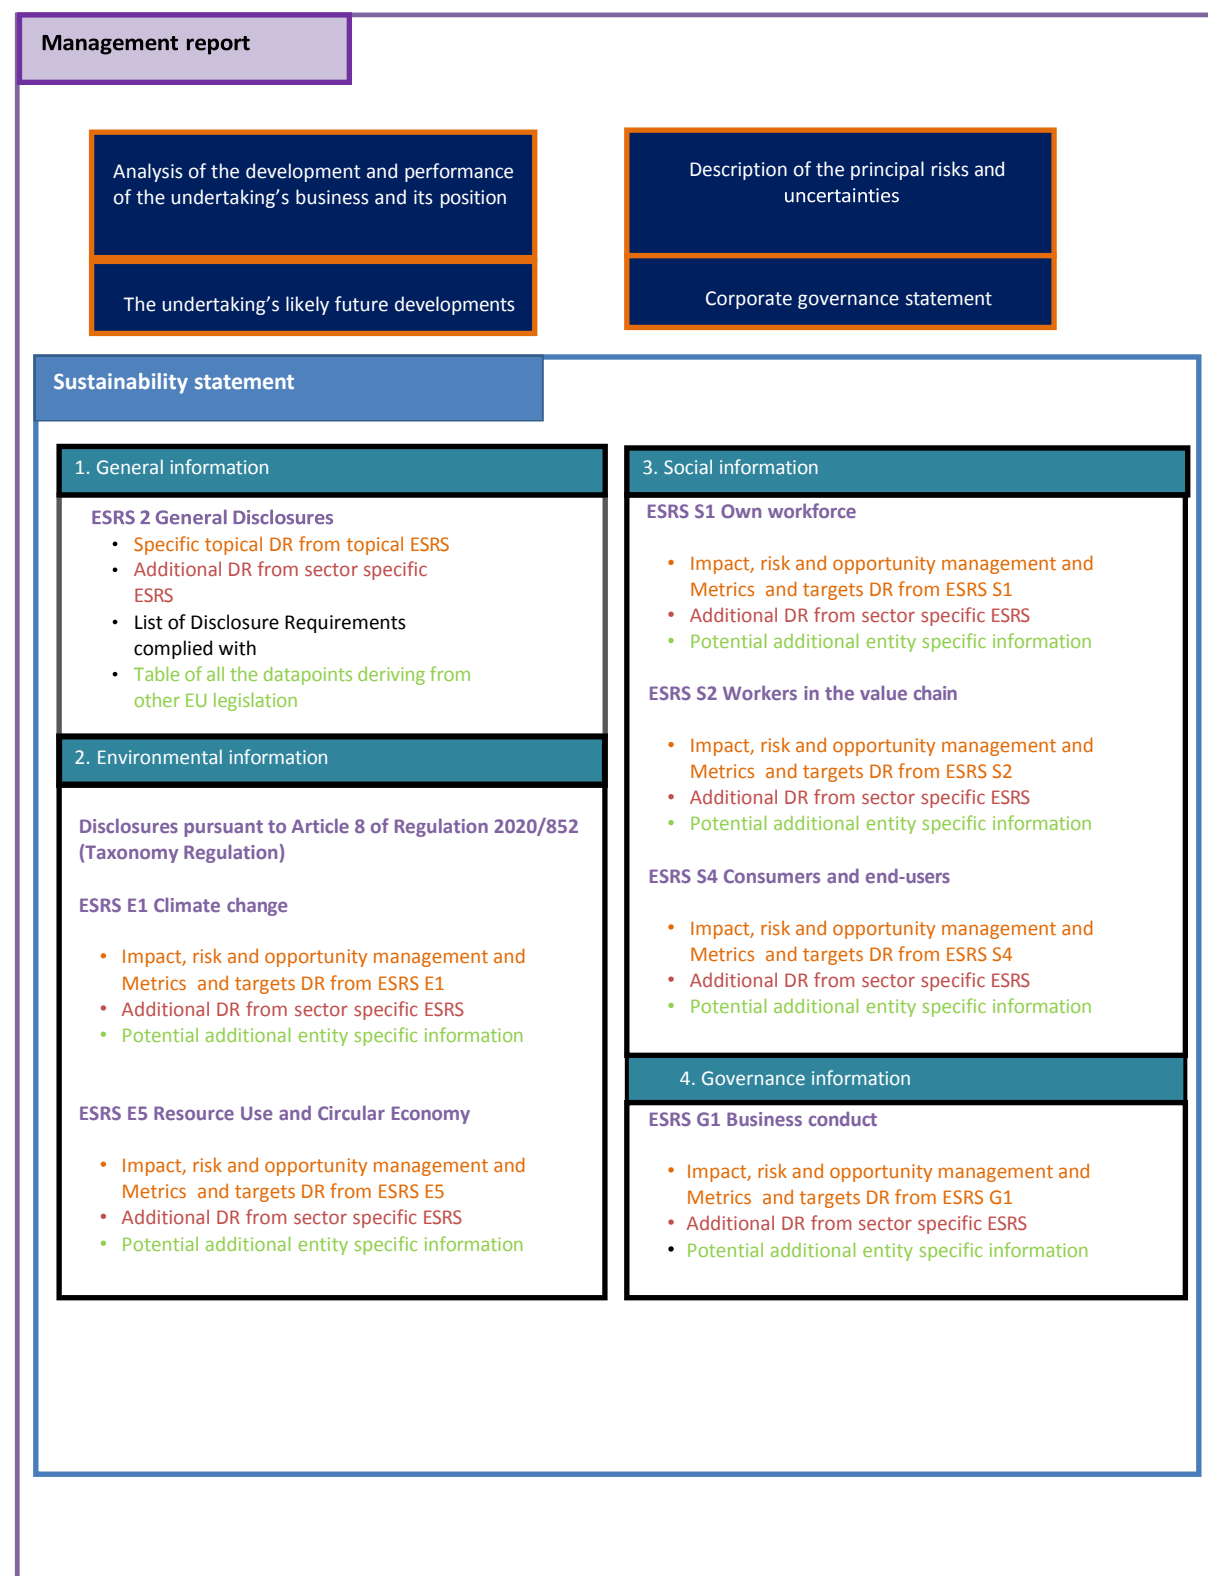 Management report
Analysis of the development and performance
of the undertaking's business and its position
The undertaking's likely future developments
Description of the principal risks and
uncertainties
Corporate governance statement
Sustainability statement
1. General information
ESRS 2 General Disclosures
• Specific topical DR from topical ESRS
• Additional DR from sector specific
ESRS
• List of Disclosure Requirements
complied with
• Table of all the datapoints deriving from
other EU legislation
2. Environmental information
Disclosures pursuant to Article 8 of Regulation 2020/852
(Taxonomy Regulation)
ESRS E1 Climate change
• Impact, risk and opportunity management and
Metrics and targets DR from ESRS E1
• Additional DR from sector specific ESRS
• Potential additional entity specific information
ESRS E5 Resource Use and Circular Economy
• Impact, risk and opportunity management and
Metrics and targets DR from ESRS E5
• Additional DR from sector specific ESRS
• Potential additional entity specific information
3. Social information
ESRS S1 Own workforce
• Impact, risk and opportunity management and
Metrics and targets DR from ESRS S1
• Additional DR from sector specific ESRS
• Potential additional entity specific information
ESRS S2 Workers in the value chain
• Impact, risk and opportunity management and
Metrics and targets DR from ESRS S2
• Additional DR from sector specific ESRS
• Potential additional entity specific information
ESRS S4 Consumers and end-users
• Impact, risk and opportunity management and
Metrics and targets DR from ESRS S4
• Additional DR from sector specific ESRS
• Potential additional entity specific information
4. Governance information
ESRS G1 Business conduct
• Impact, risk and opportunity management and
Metrics and targets DR from ESRS G1
• Additional DR from sector specific ESRS
• Potential additional entity specific information